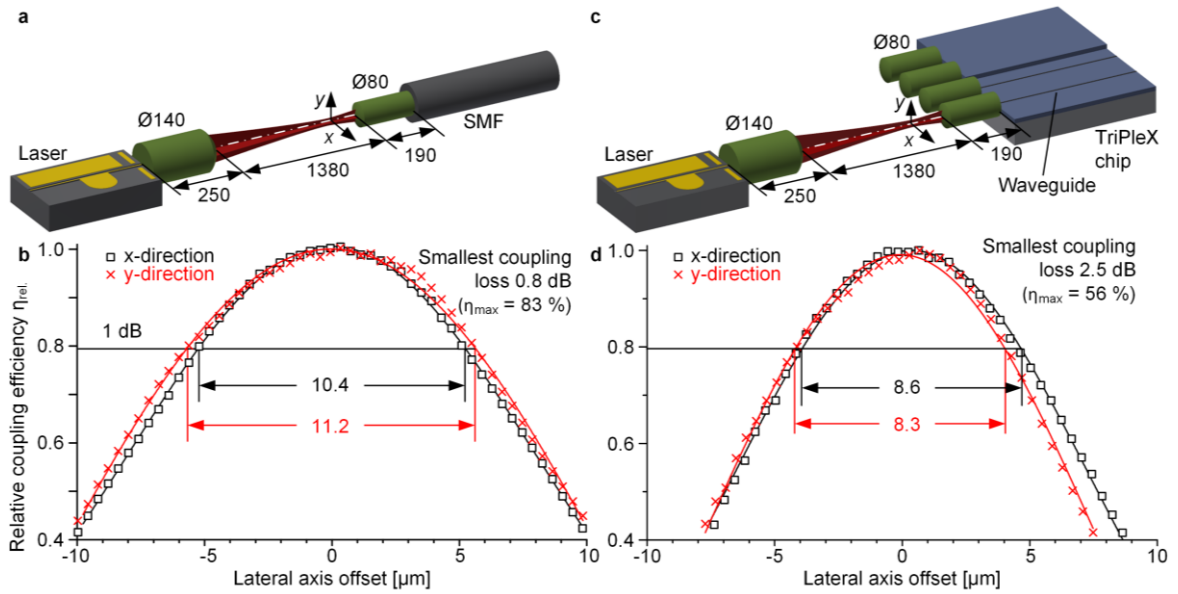 a
Ø80
y
x
SMF
Ø140
190
Laser
1380
250
c
Ø80
y
x
Ø140
190
TriPleX
chip
Laser
1380
Waveguide
250
b
x-direction
y-direction
Smallest coupling
loss 0.8 dB
(ηmax = 83 %)
1 dB
10.4
11.2
1.0
0.8
0.6
0.4
Relative coupling efficiency ηrel.
-10
-5
0
5
10
Lateral axis offset [µm]
d
x-direction
y-direction
Smallest coupling
loss 2.5 dB
(ηmax = 56 %)
8.6
8.3
1.0
0.8
0.6
0.4
-10
-5
0
5
10
Lateral axis offset [µm]